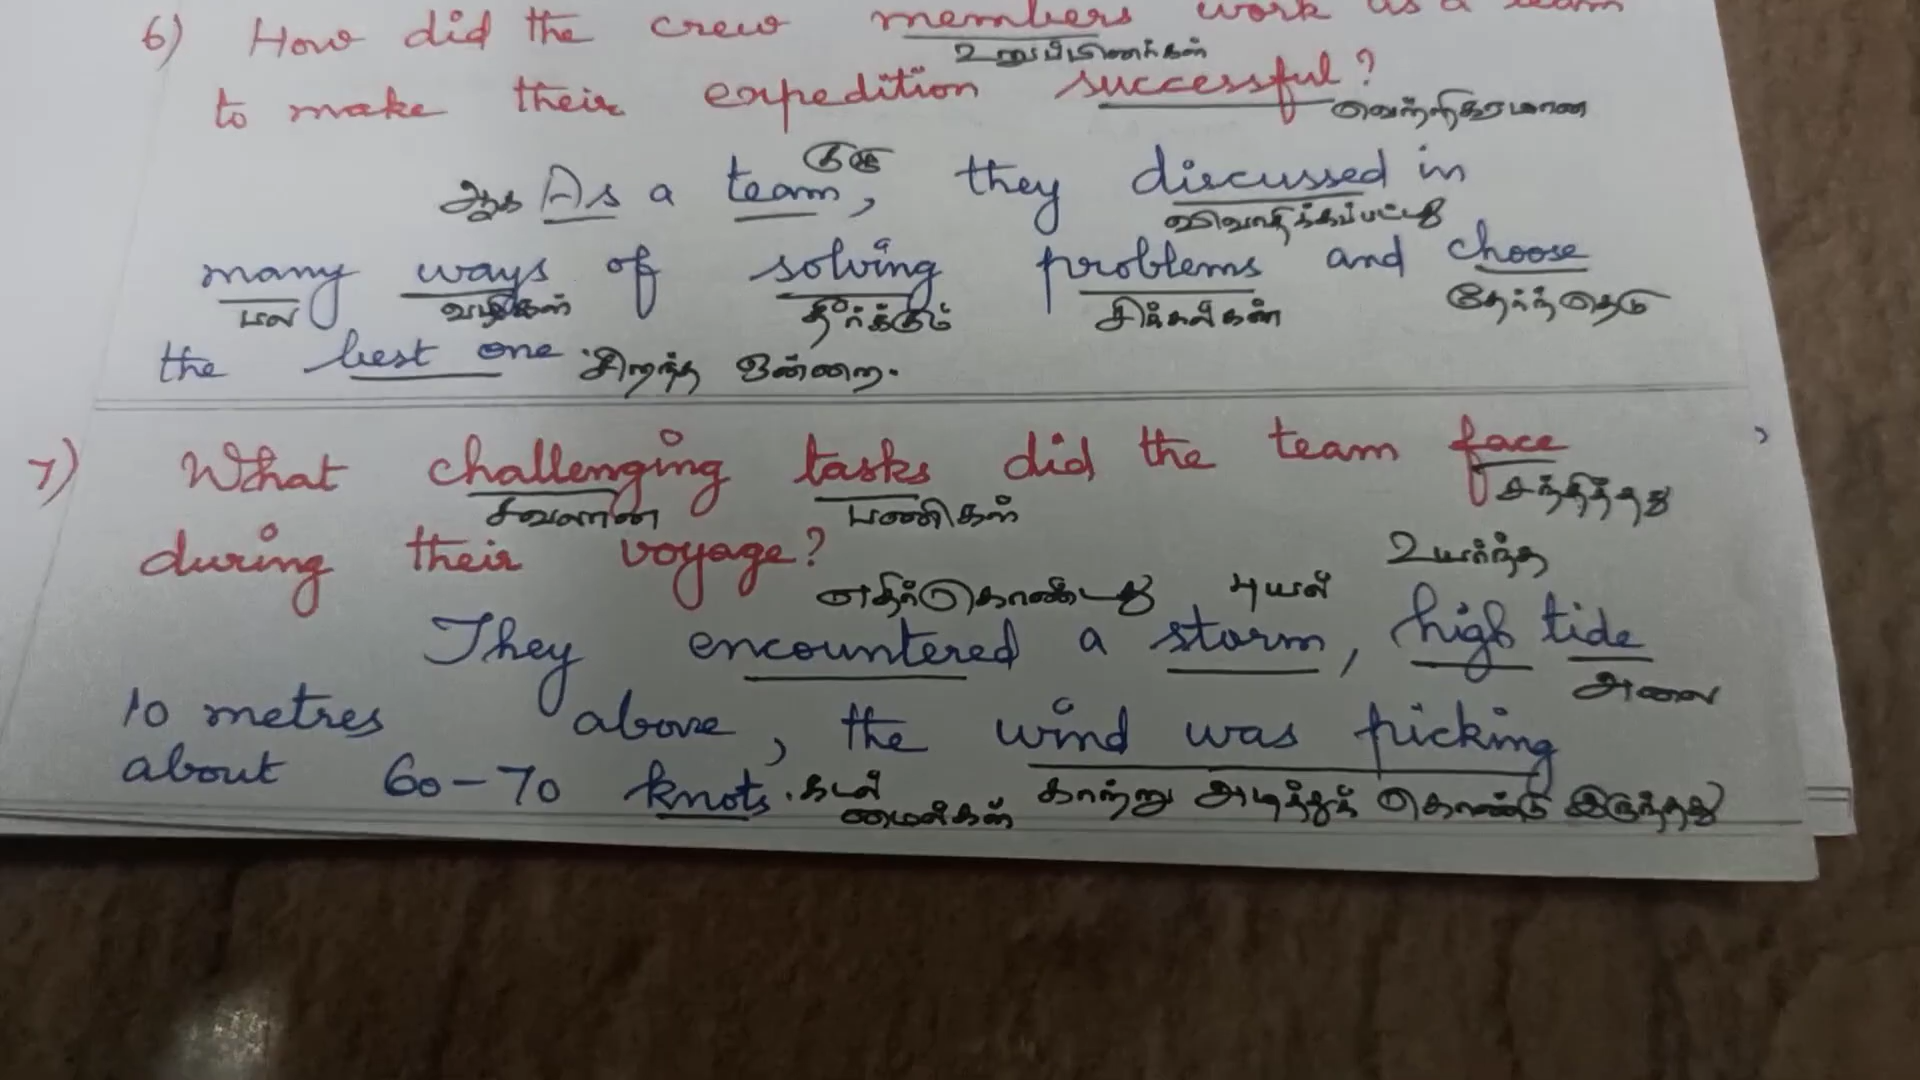 6) How did the crew members work as a team
உறுப்பினர்கள்
to make their expedition successful?
வெற்றிகரமான
குழு
ஆக As a team, they discussed in
விவாதிக்கப்பட்டது
many ways of solving problems and choose
பல வழிகள் தீர்க்கும் சிக்கல்கள் தேர்ந்தெடு
the best one சிறந்த ஒன்றை.
7) What challenging tasks did the team face
சவாலான பணிகள் சந்தித்தது
during their voyage?
எதிர்கொண்டது புயல் உயர்ந்த
They encountered a storm, high tide
அலை
10 metres above, the wind was picking
about 60-70 knots. கடல் மைல்கள் காற்று அடித்துக் கொண்டு இருந்தது